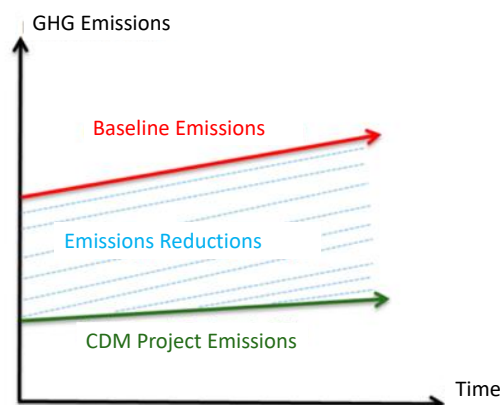 GHG Emissions
Baseline Emissions
Emissions Reductions
CDM Project Emissions
Time